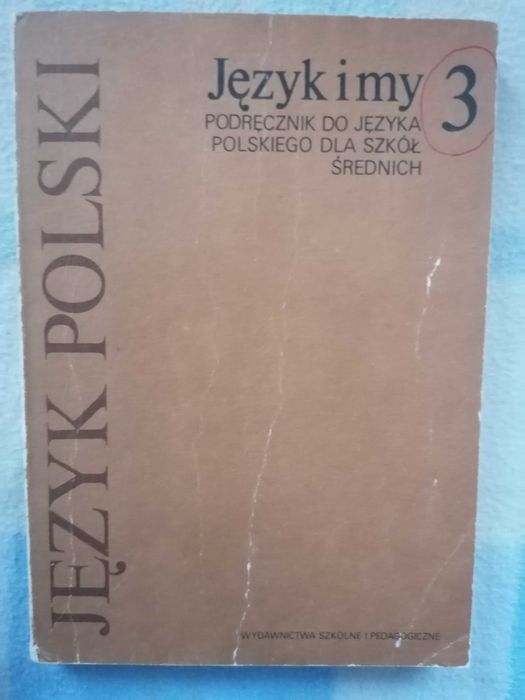 JĘZYK POLSKI
Język i my 3
PODRĘCZNIK DO JĘZYKA
POLSKIEGO DLA SZKÓŁ
ŚREDNICH
WYDAWNICTWA SZKOLNE I PEDAGOGICZNE